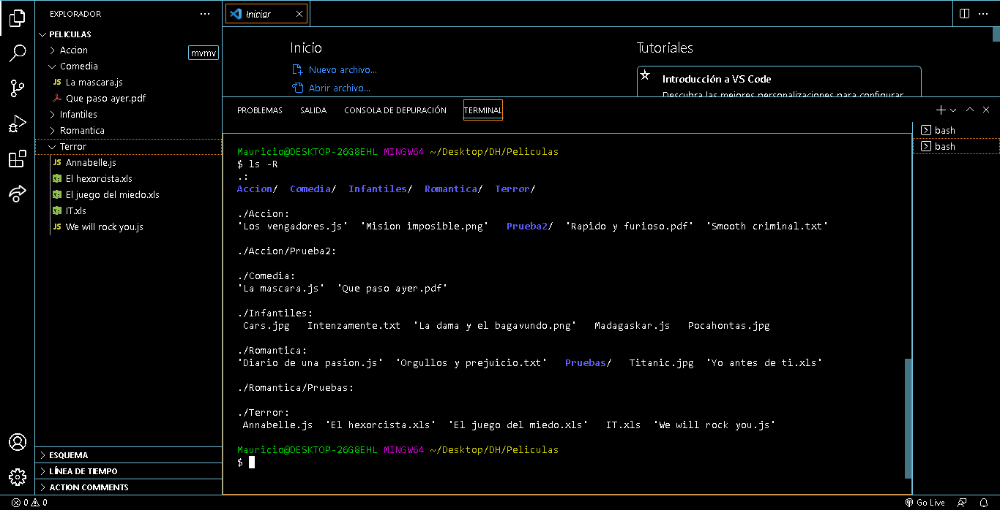 EXPLORADOR
PELICULAS
Accion
mvmv
Comedia
JS La mascara.js
Que paso ayer.pdf
Infantiles
Romantica
Terror
JS Annabelle.js
El hexorcista.xls
El juego del miedo.xls
IT.xls
JS We will rock you.js
ESQUEMA
LÍNEA DE TIEMPO
ACTION COMMENTS
Iniciar
Inicio
Nuevo archivo...
Abrir archivo...
Tutoriales
Introducción a VS Code
Descubra las mejores personalizaciones para configurar
PROBLEMAS SALIDA CONSOLA DE DEPURACIÓN TERMINAL
Mauricio@DESKTOP-26G8EHL MINGW64 ~/Desktop/DH/Peliculas
$ ls -R
.:
Accion/ Comedia/ Infantiles/ Romantica/ Terror/
./Accion:
'Los vengadores.js' 'Mision imposible.png' Prueba2/ 'Rapido y furioso.pdf' 'Smooth criminal.txt'
./Accion/Prueba2:
./Comedia:
'La mascara.js' 'Que paso ayer.pdf'
./Infantiles:
Cars.jpg Intenzamente.txt 'La dama y el bagavundo.png' Madagaskar.js Pocahontas.jpg
./Romantica:
'Diario de una pasion.js' 'Orgullos y prejuicio.txt' Pruebas/ Titanic.jpg 'Yo antes de ti.xls'
./Romantica/Pruebas:
./Terror:
Annabelle.js 'El hexorcista.xls' 'El juego del miedo.xls' IT.xls 'We will rock you.js'
Mauricio@DESKTOP-26G8EHL MINGW64 ~/Desktop/DH/Peliculas
$
bash
bash
0 0
Go Live